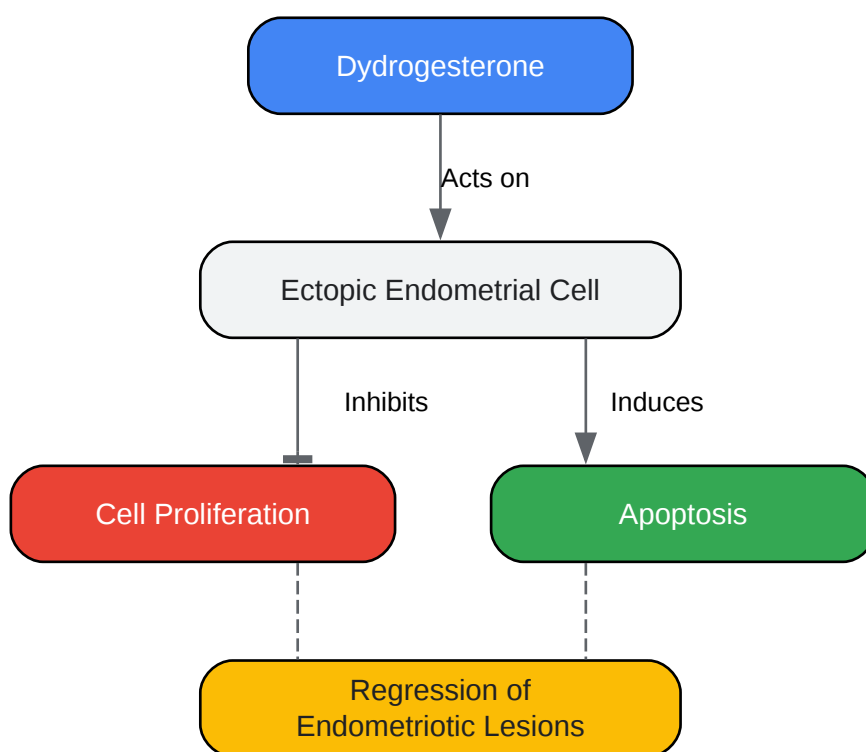 Dydrogesterone
Acts on
Ectopic Endometrial Cell
Inhibits
Induces
Cell Proliferation
Apoptosis
Regression of
Endometriotic Lesions